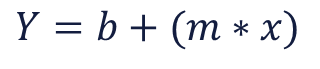 Y = b + (m * x)